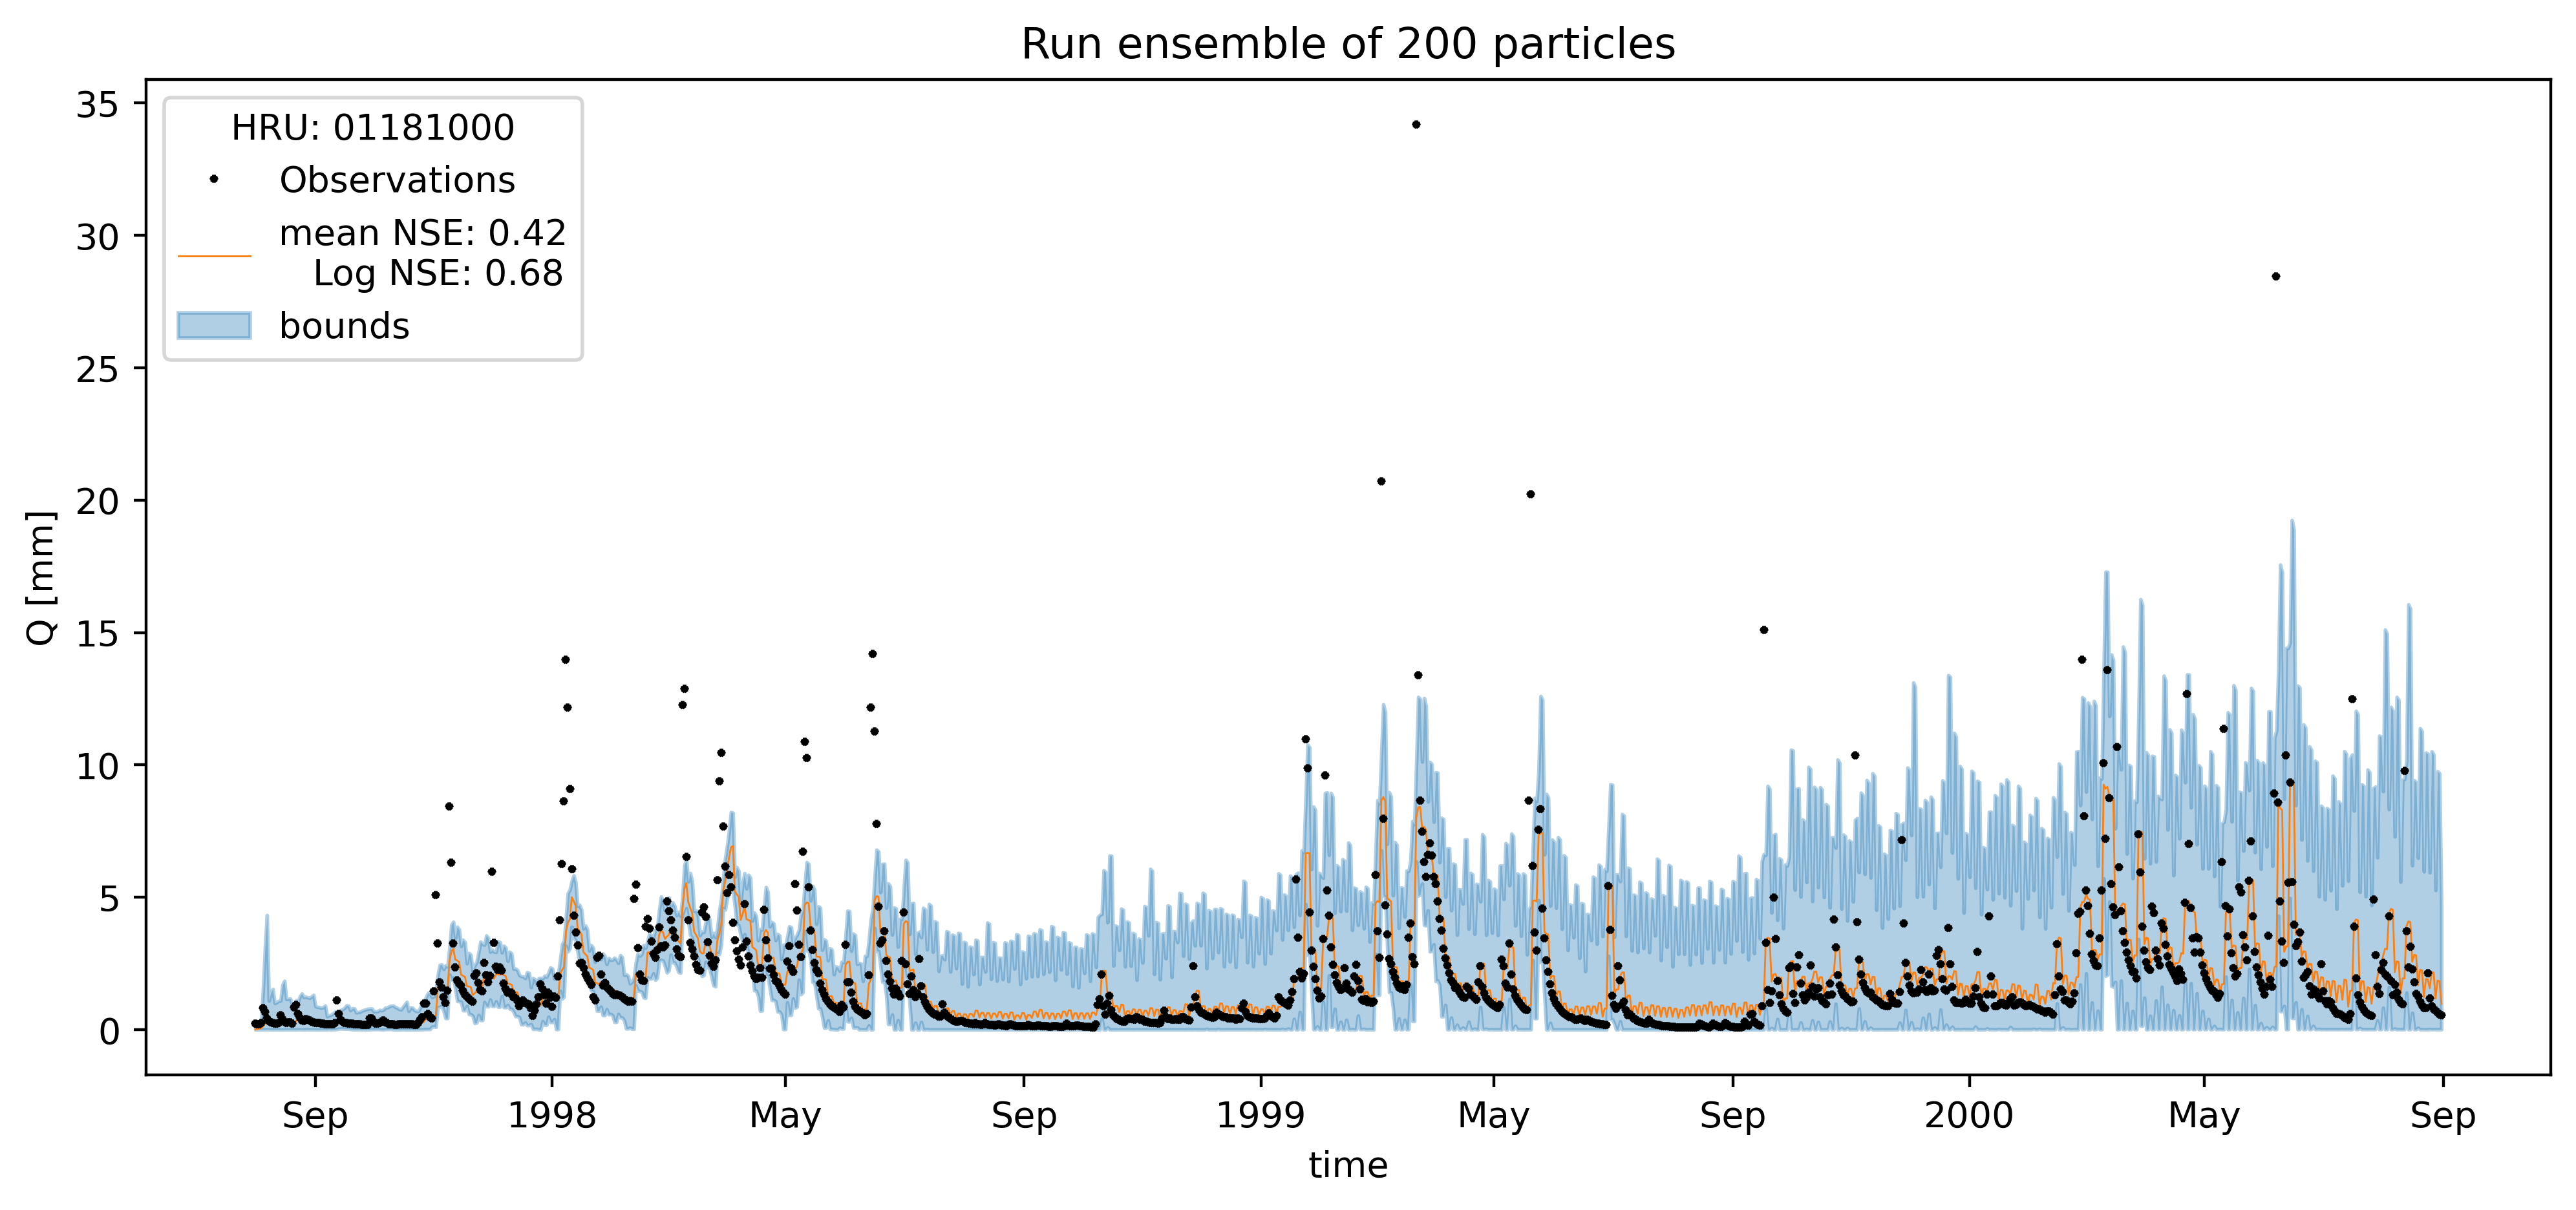 Run ensemble of 200 particles
HRU: 01181000
Observations
mean NSE: 0.42
Log NSE: 0.68
bounds
Q [mm]
35
30
25
20
15
10
5
0
Sep 1998 May Sep 1999 May Sep 2000 May Sep
time